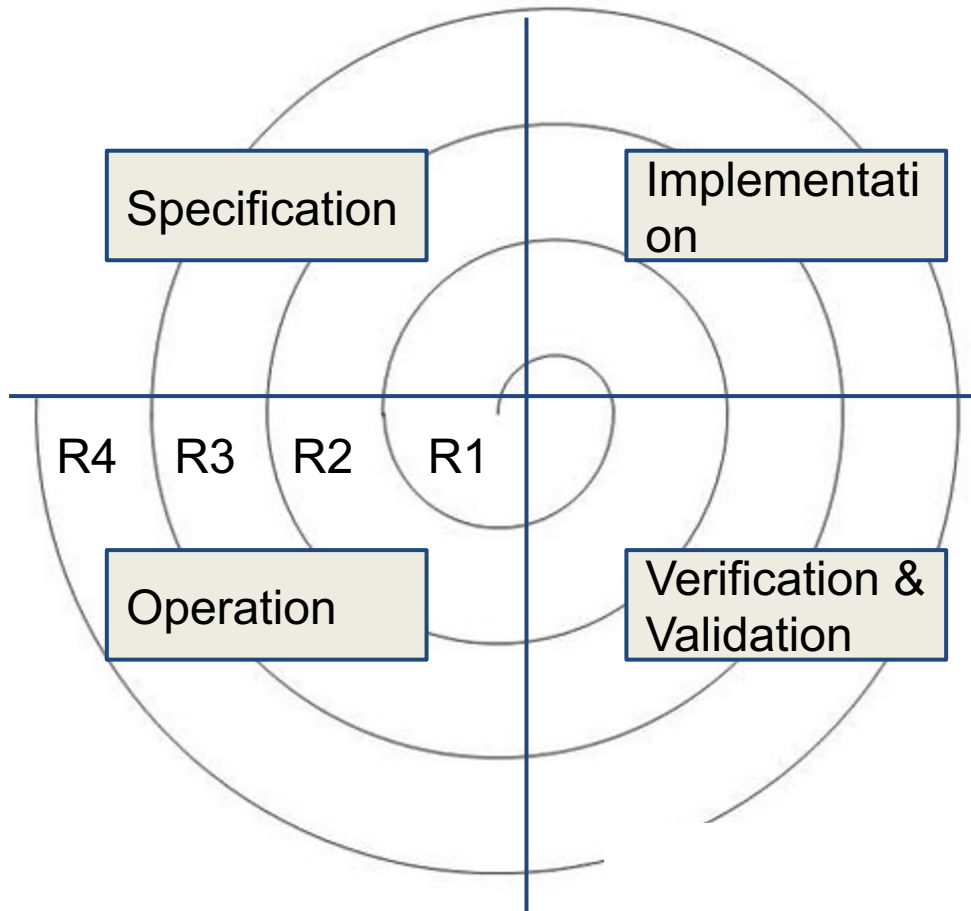 Specification
Implementati
on
R4 R3 R2 R1
Operation
Verification &
Validation